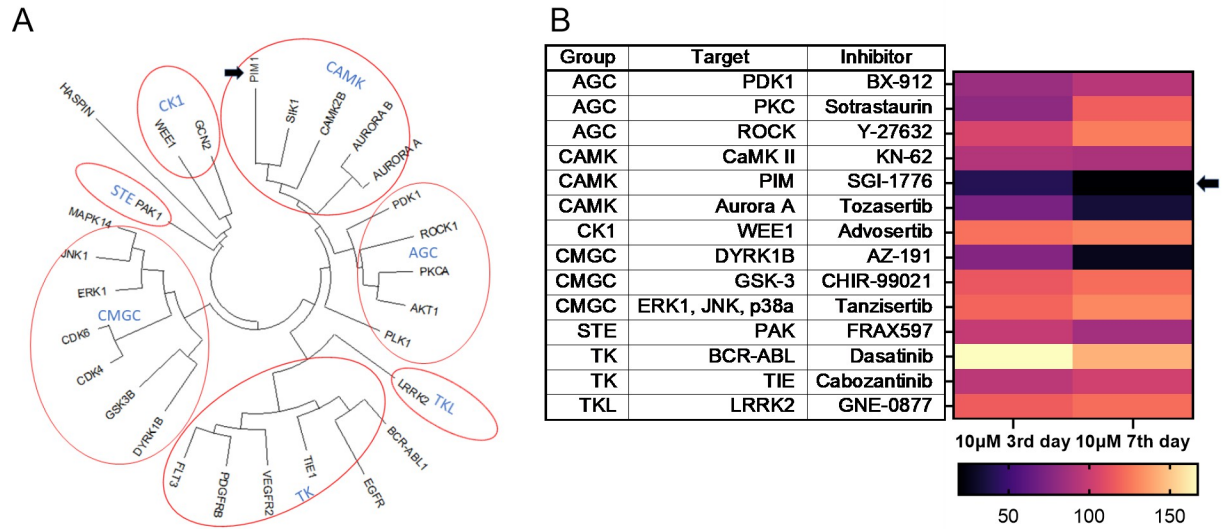 A
PIM1
CAMK
SIK1
CAMK2B
AURORA B
AURORA A
CK1
WEE1
GCN2
HASPIN
STE PAK1
MAPK14
JNK1
ERK1
CMGC
CDK6
CDK4
GSK3B
DYRK1B
PDK1
ROCK1
AGC
PKCA
AKT1
PLK1
LRRK2 TKL
BCR-ABL1
EGFR
TIE1
TK
VEGFR2
PDGFRB
FLT3
B
Group Target Inhibitor
AGC PDK1 BX-912
AGC PKC Sotrastaurin
AGC ROCK Y-27632
CAMK CaMK II KN-62
CAMK PIM SGI-1776
CAMK Aurora A Tozasertib
CK1 WEE1 Advosertib
CMGC DYRK1B AZ-191
CMGC GSK-3 CHIR-99021
CMGC ERK1, JNK, p38a Tanzisertib
STE PAK FRAX597
TK BCR-ABL Dasatinib
TK TIE Cabozantinib
TKL LRRK2 GNE-0877
10µM 3rd day 10µM 7th day
50 100 150